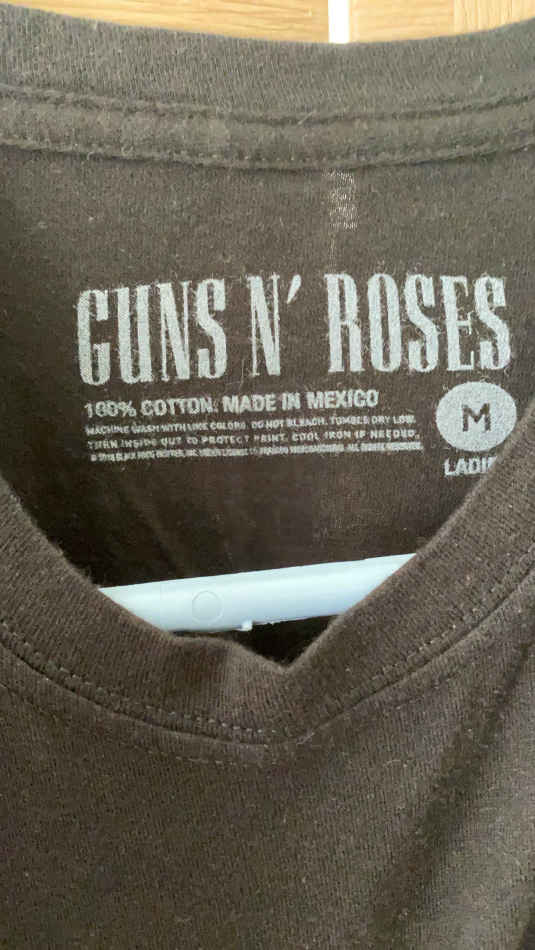 GUNS N' ROSES
100% COTTON. MADE IN MEXICO
MACHINE WASH WITH LIKE COLORS. DO NOT BLEACH. TUMBLE DRY LOW.
TURN INSIDE OUT TO PROTECT PRINT. COOL IRON IF NEEDED.
M
LADIE